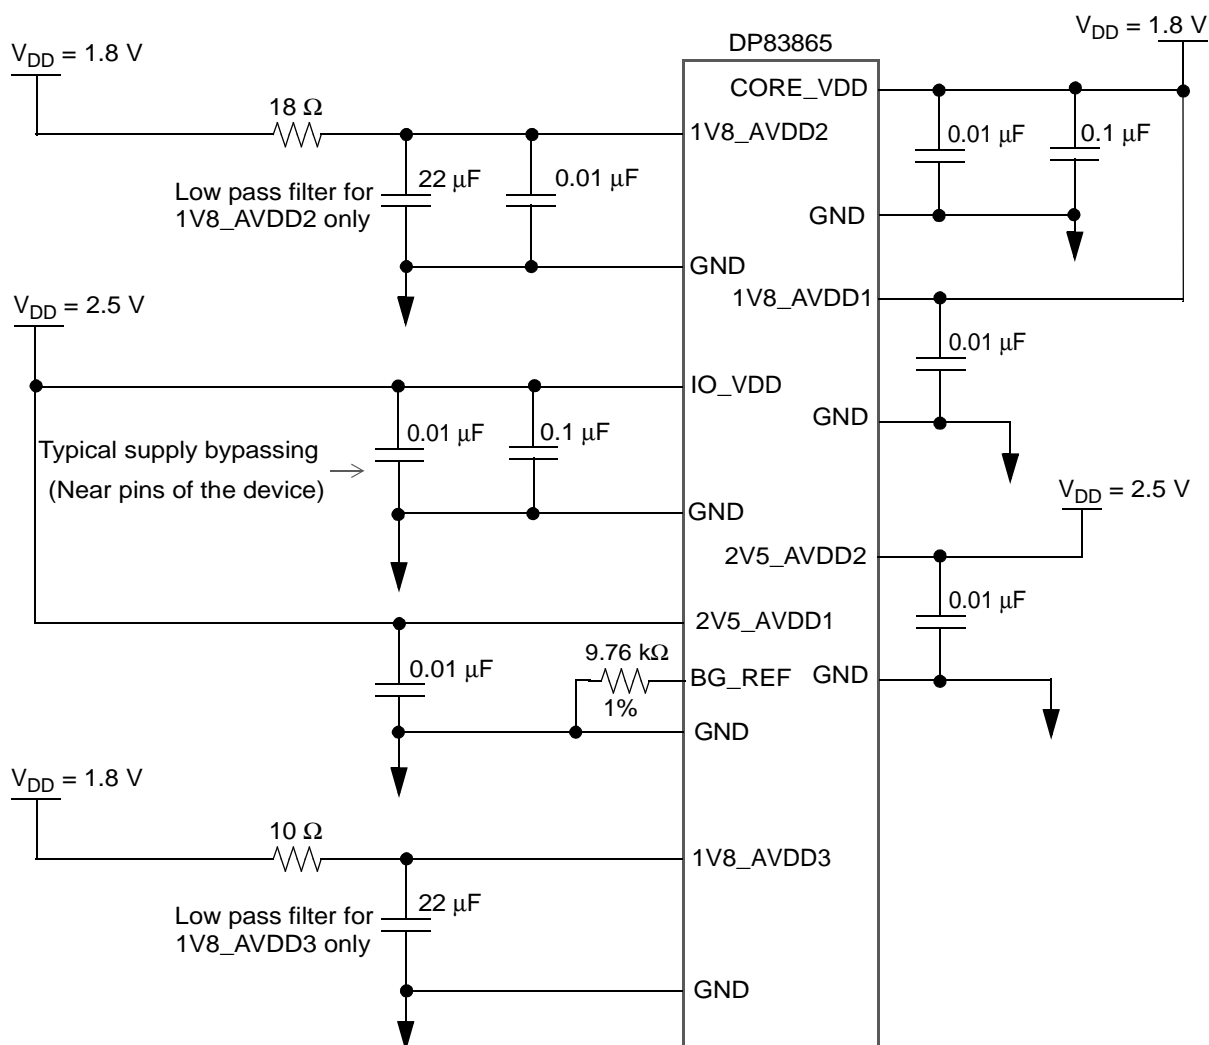 DP83865
V_DD = 1.8 V
18 Ω
22 μF
0.01 μF
Low pass filter for
1V8_AVDD2 only
1V8_AVDD2
GND
V_DD = 2.5 V
IO_VDD
0.01 μF
0.1 μF
Typical supply bypassing
(Near pins of the device)
GND
2V5_AVDD1
0.01 μF
9.76 kΩ
1%
BG_REF
GND
V_DD = 1.8 V
10 Ω
22 μF
Low pass filter for
1V8_AVDD3 only
1V8_AVDD3
GND
V_DD = 1.8 V
CORE_VDD
0.01 μF
0.1 μF
GND
1V8_AVDD1
0.01 μF
GND
V_DD = 2.5 V
2V5_AVDD2
0.01 μF
GND